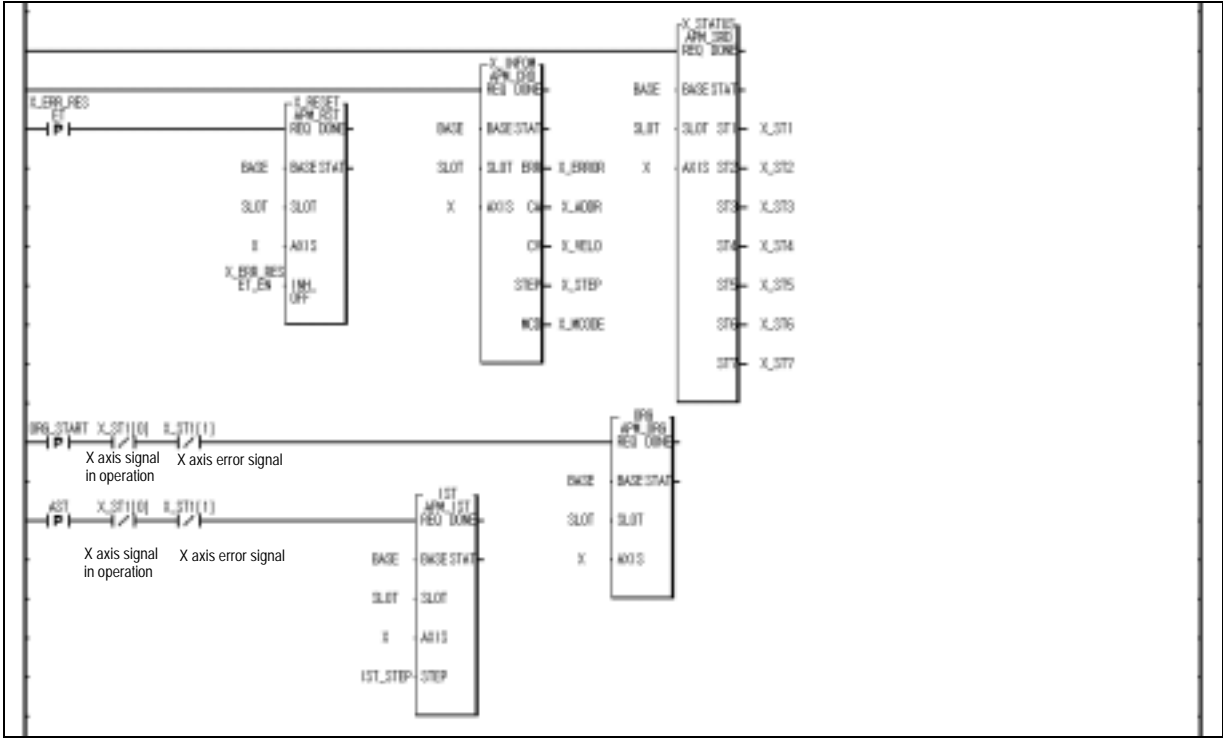 X_STATUS
APM_SRD
REQ DONE
X_INFOM
APM_CRD
REQ DONE
BASE BASE STAT
X_ERR_RES
ET
P
X_RESET
APM_RST
REQ DONE
BASE BASE STAT
SLOT SLOT ST1 X_ST1
BASE BASE STAT
SLOT SLOT ERR X_ERROR
X AXIS ST2 X_ST2
SLOT SLOT
X AXIS CA X_ADDR
ST3 X_ST3
X AXIS
CV X_VELO
ST4 X_ST4
X_ERR_RES
ET_EN
INH_
OFF
STEP X_STEP
ST5 X_ST5
MCD X_MCODE
ST6 X_ST6
ST7 X_ST7
ORG_START X_ST1[0] X_ST1[1]
P
ORG
APM_ORG
REQ DONE
X axis signal
in operation
X axis error signal
BASE BASE STAT
AST X_ST1[0] X_ST1[1]
P
IST
APM_IST
REQ DONE
SLOT SLOT
X axis signal
in operation
X axis error signal
BASE BASE STAT
X AXIS
SLOT SLOT
X AXIS
IST_STEP STEP